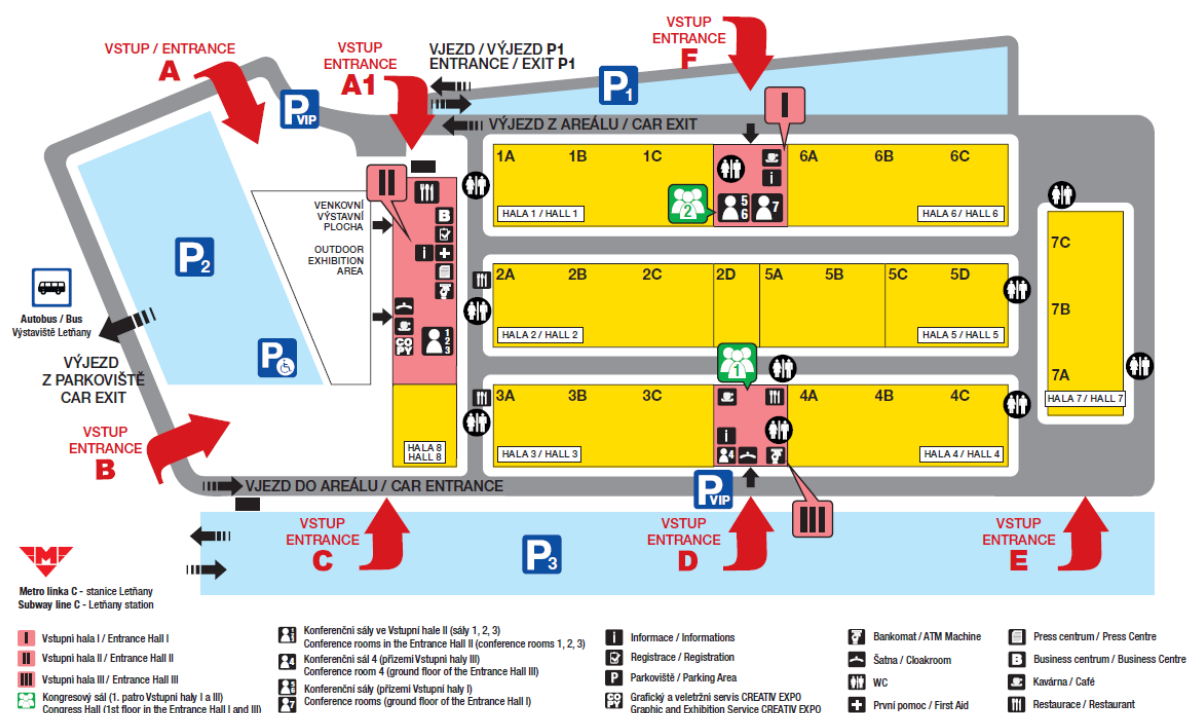 VSTUP / ENTRANCE
A
VSTUP
ENTRANCE
A1
VJEZD / VÝJEZD P1
ENTRANCE / EXIT P1
VSTUP
ENTRANCE
F
P1
I
PVIP
VÝJEZD Z AREÁLU / CAR EXIT
1A 1B 1C 6A 6B 6C
i
5
6
7
2
HALA 1 / HALL 1
HALA 6 / HALL 6
II
VENKOVNÍ
VÝSTAVNÍ
PLOCHA
OUTDOOR
EXHIBITION
AREA
B
i
P2
7C
7B
7A
HALA 7 / HALL 7
2A 2B 2C 2D 5A 5B 5C 5D
HALA 2 / HALL 2
HALA 5 / HALL 5
Autobus / Bus
Výstaviště Letňany
CO
PY
1
2
3
P
VÝJEZD
Z PARKOVIŠTĚ
CAR EXIT
1
3A 3B 3C 4A 4B 4C
i
4
HALA 3 / HALL 3
HALA 4 / HALL 4
HALA 8
HALL 8
VSTUP
ENTRANCE
B
VJEZD DO AREÁLU / CAR ENTRANCE
PVIP
III
VSTUP
ENTRANCE
C
P3
VSTUP
ENTRANCE
D
VSTUP
ENTRANCE
E
M
Metro linka C - stanice Letňany
Subway line C - Letňany station
I Vstupní hala I / Entrance Hall I
II Vstupní hala II / Entrance Hall II
III Vstupní hala III / Entrance Hall III
Kongresový sál (1. patro Vstupní haly I a III)
Congress Hall (1st floor in the Entrance Hall I and III)
Konferenční sály ve Vstupní hale II (sály 1, 2, 3)
Conference rooms in the Entrance Hall II (conference rooms 1, 2, 3)
4 Konferenční sál 4 (přízemí Vstupní haly III)
Conference room 4 (ground floor of the Entrance Hall III)
Konferenční sály (přízemí Vstupní haly I)
7 Conference rooms (ground floor of the Entrance Hall I)
i Informace / Informations
Registrace / Registration
P Parkoviště / Parking Area
CO
PY
Grafický a veletržní servis CREATIV EXPO
Graphic and Exhibition Service CREATIV EXPO
Bankomat / ATM Machine
Šatna / Cloakroom
WC
První pomoc / First Aid
Press centrum / Press Centre
B Business centrum / Business Centre
Kavárna / Café
Restaurace / Restaurant